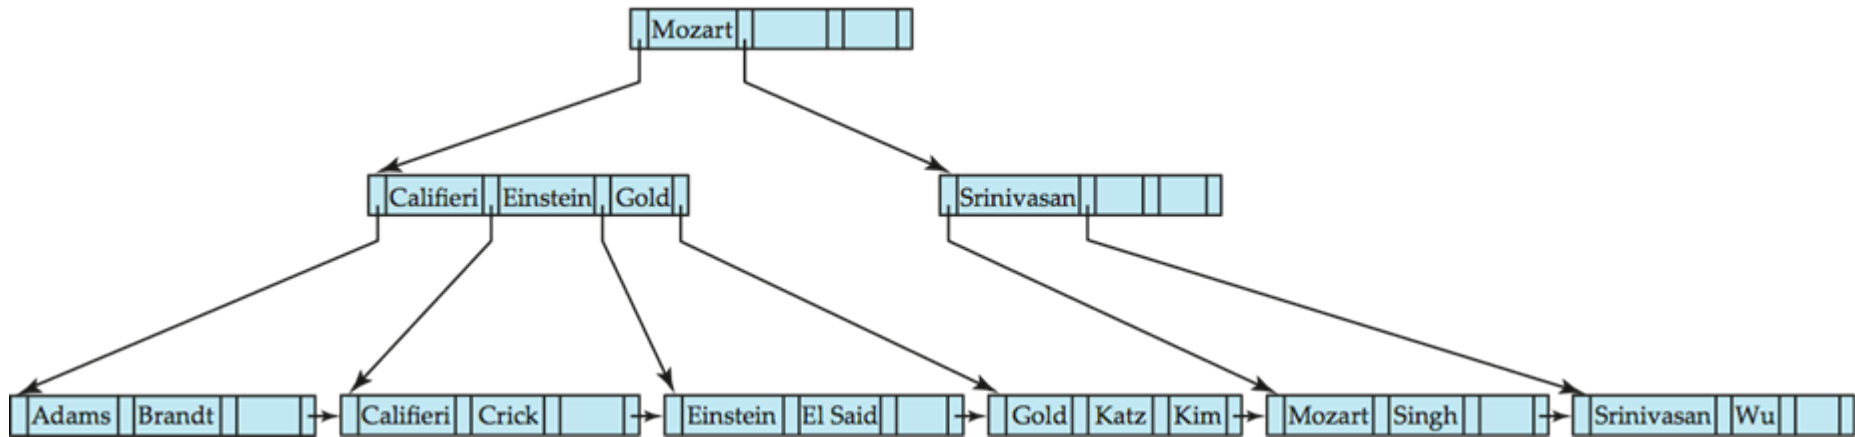 Mozart
Califieri Einstein Gold Srinivasan
Adams Brandt Califieri Crick Einstein El Said Gold Katz Kim Mozart Singh Srinivasan Wu